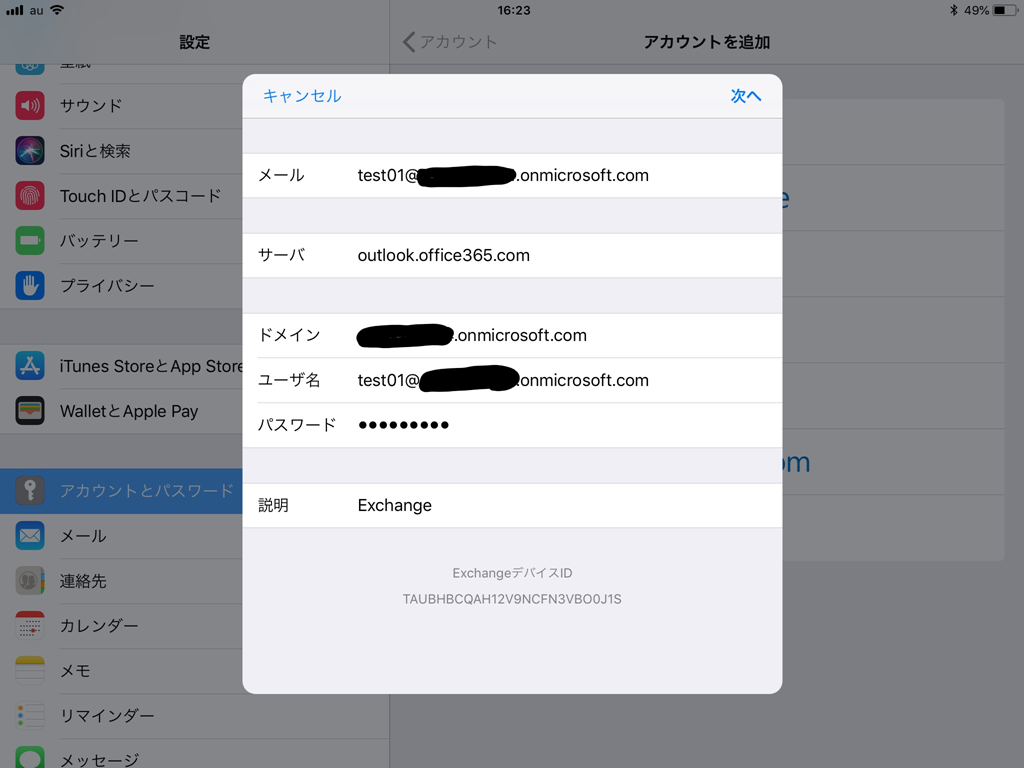 au 16:23 49%
設定
アカウント アカウントを追加
サウンド
Siriと検索
Touch IDとパスコード
バッテリー
プライバシー
iTunes StoreとApp Store
WalletとApple Pay
アカウントとパスワード
メール
連絡先
カレンダー
メモ
リマインダー
メッセージ
キャンセル 次へ
メール test01@ .onmicrosoft.com
サーバ outlook.office365.com
ドメイン .onmicrosoft.com
ユーザ名 test01@ .onmicrosoft.com
パスワード ●●●●●●●●●
説明 Exchange
ExchangeデバイスID
TAUBHBCQAH12V9NCFN3VBO0J1S